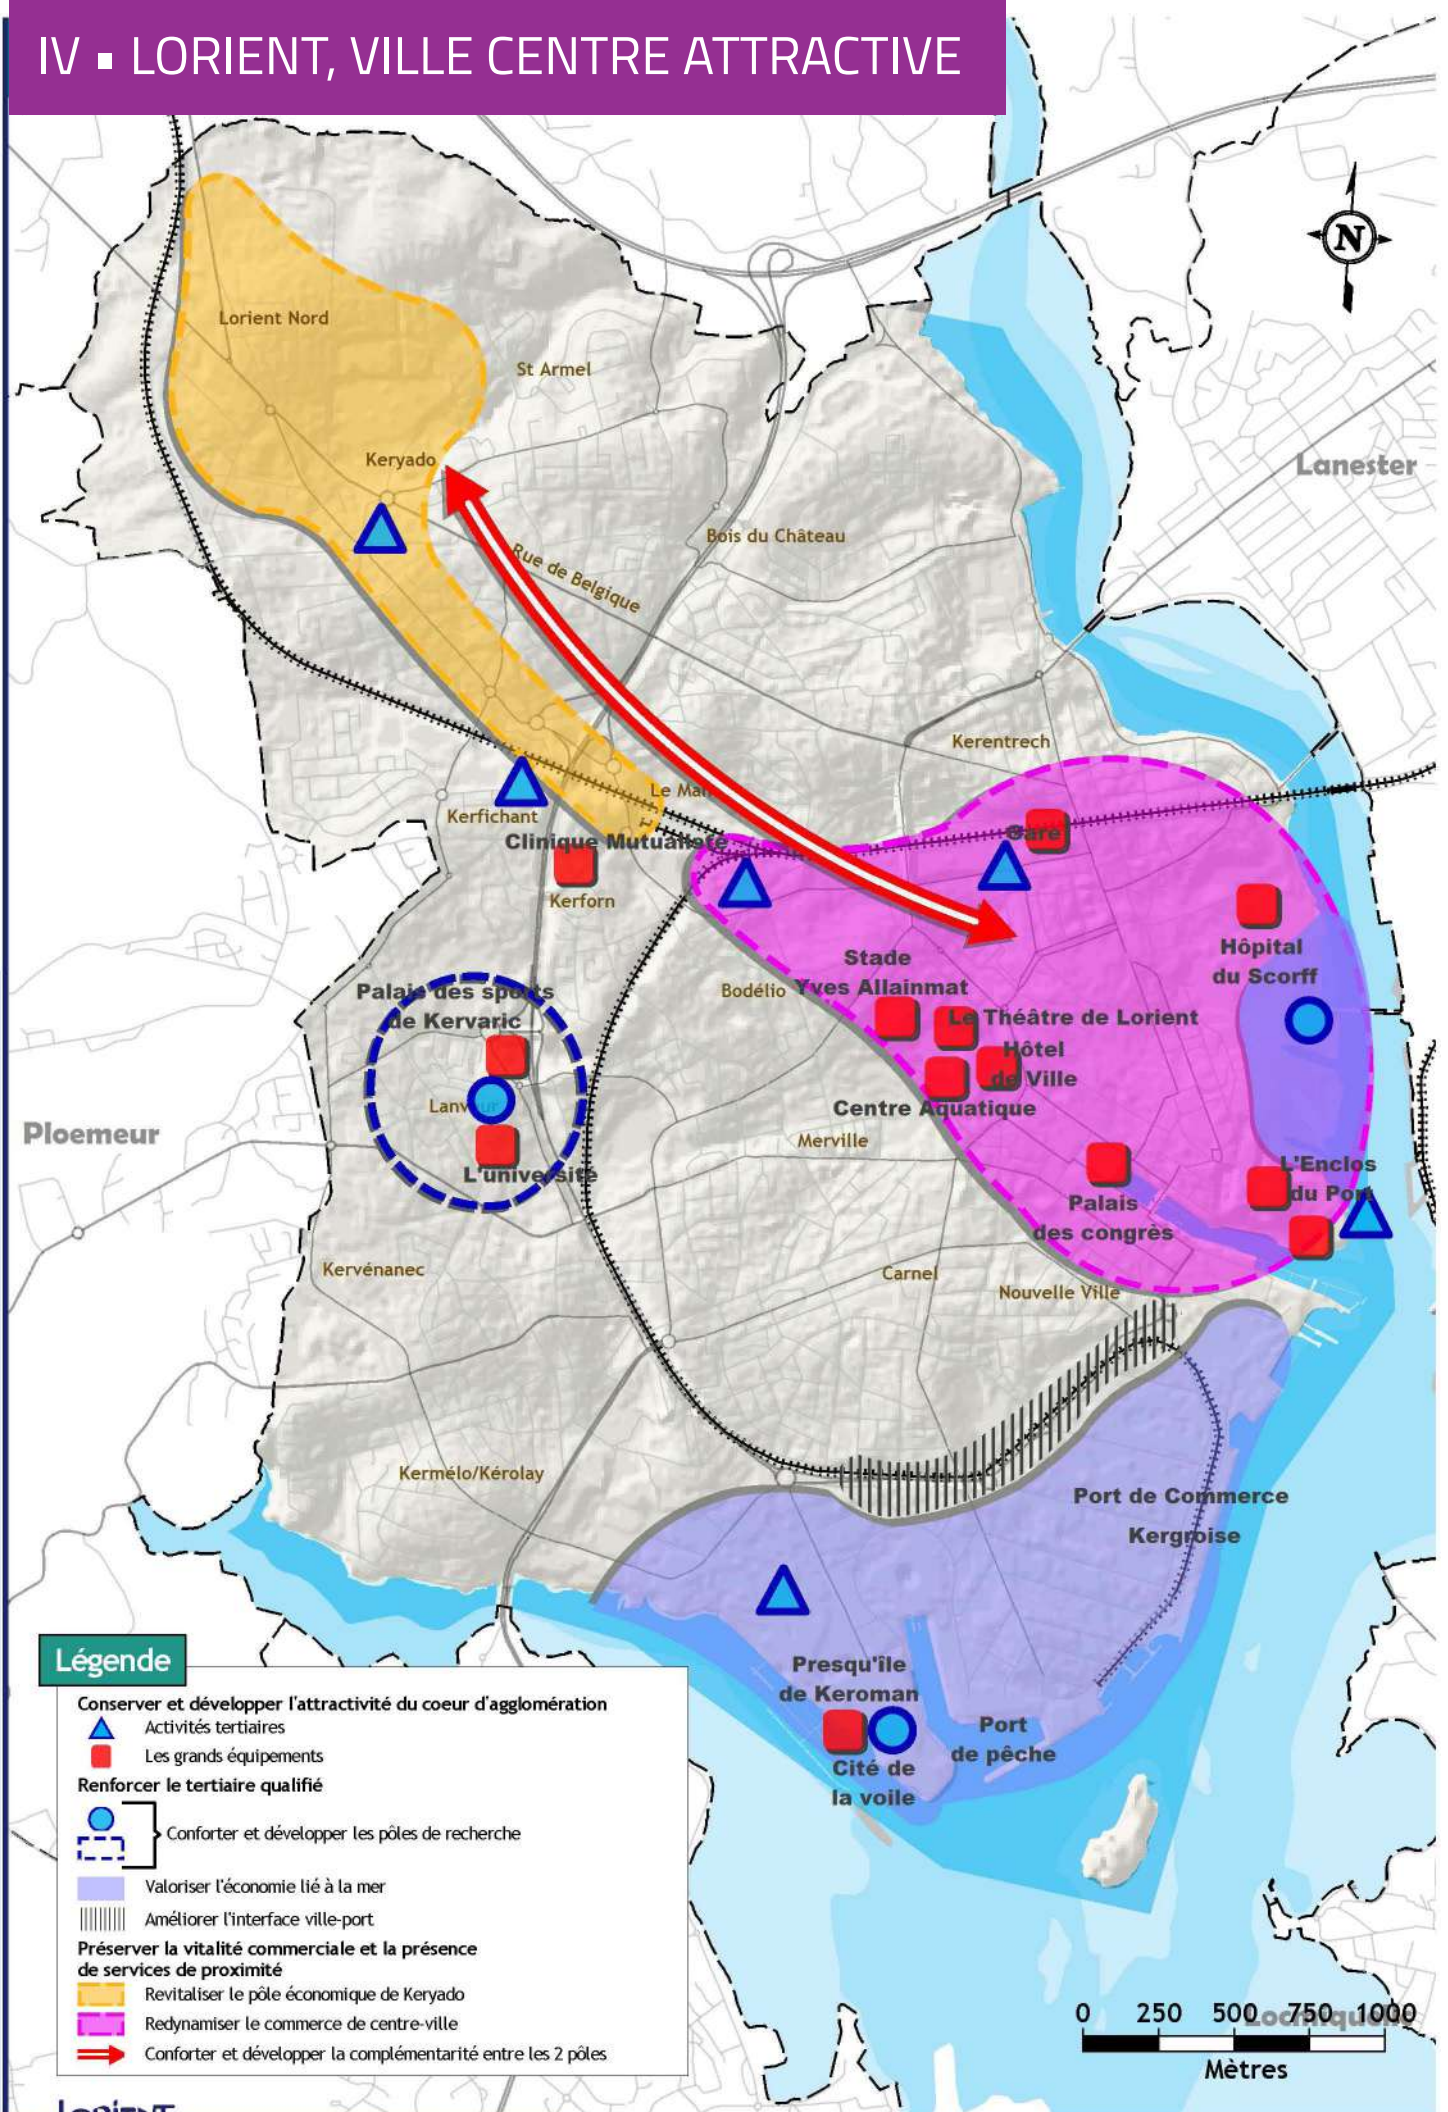 IV ▪ LORIENT, VILLE CENTRE ATTRACTIVE
N
Lorient Nord
St Armel
Keryado
Lanester
Bois du Château
Rue de Belgique
Kerentrech
Kerfichant
Clinique Mutualiste
Gare
Kerforn
Hôpital
du Scorff
Stade
Yves Allainmat
Bodélio
Palais des sports
de Kervaric
Le Théâtre de Lorient
Hôtel
de Ville
Centre Aquatique
Ploemeur
Merville
L'université
L'Enclos
du Port
Palais
des congrès
Kervénanec
Carnel
Nouvelle Ville
Kermélo/Kérolay
Port de Commerce
Kergroise
Presqu'île
de Keroman
Port
de pêche
Cité de
la voile
Légende
Conserver et développer l'attractivité du coeur d'agglomération
Activités tertiaires
Les grands équipements
Renforcer le tertiaire qualifié
Conforter et développer les pôles de recherche
Valoriser l'économie lié à la mer
Améliorer l'interface ville-port
Préserver la vitalité commerciale et la présence
de services de proximité
Revitaliser le pôle économique de Keryado
Redynamiser le commerce de centre-ville
Conforter et développer la complémentarité entre les 2 pôles
0 250 500 750 1000
Mètres
LORIENT